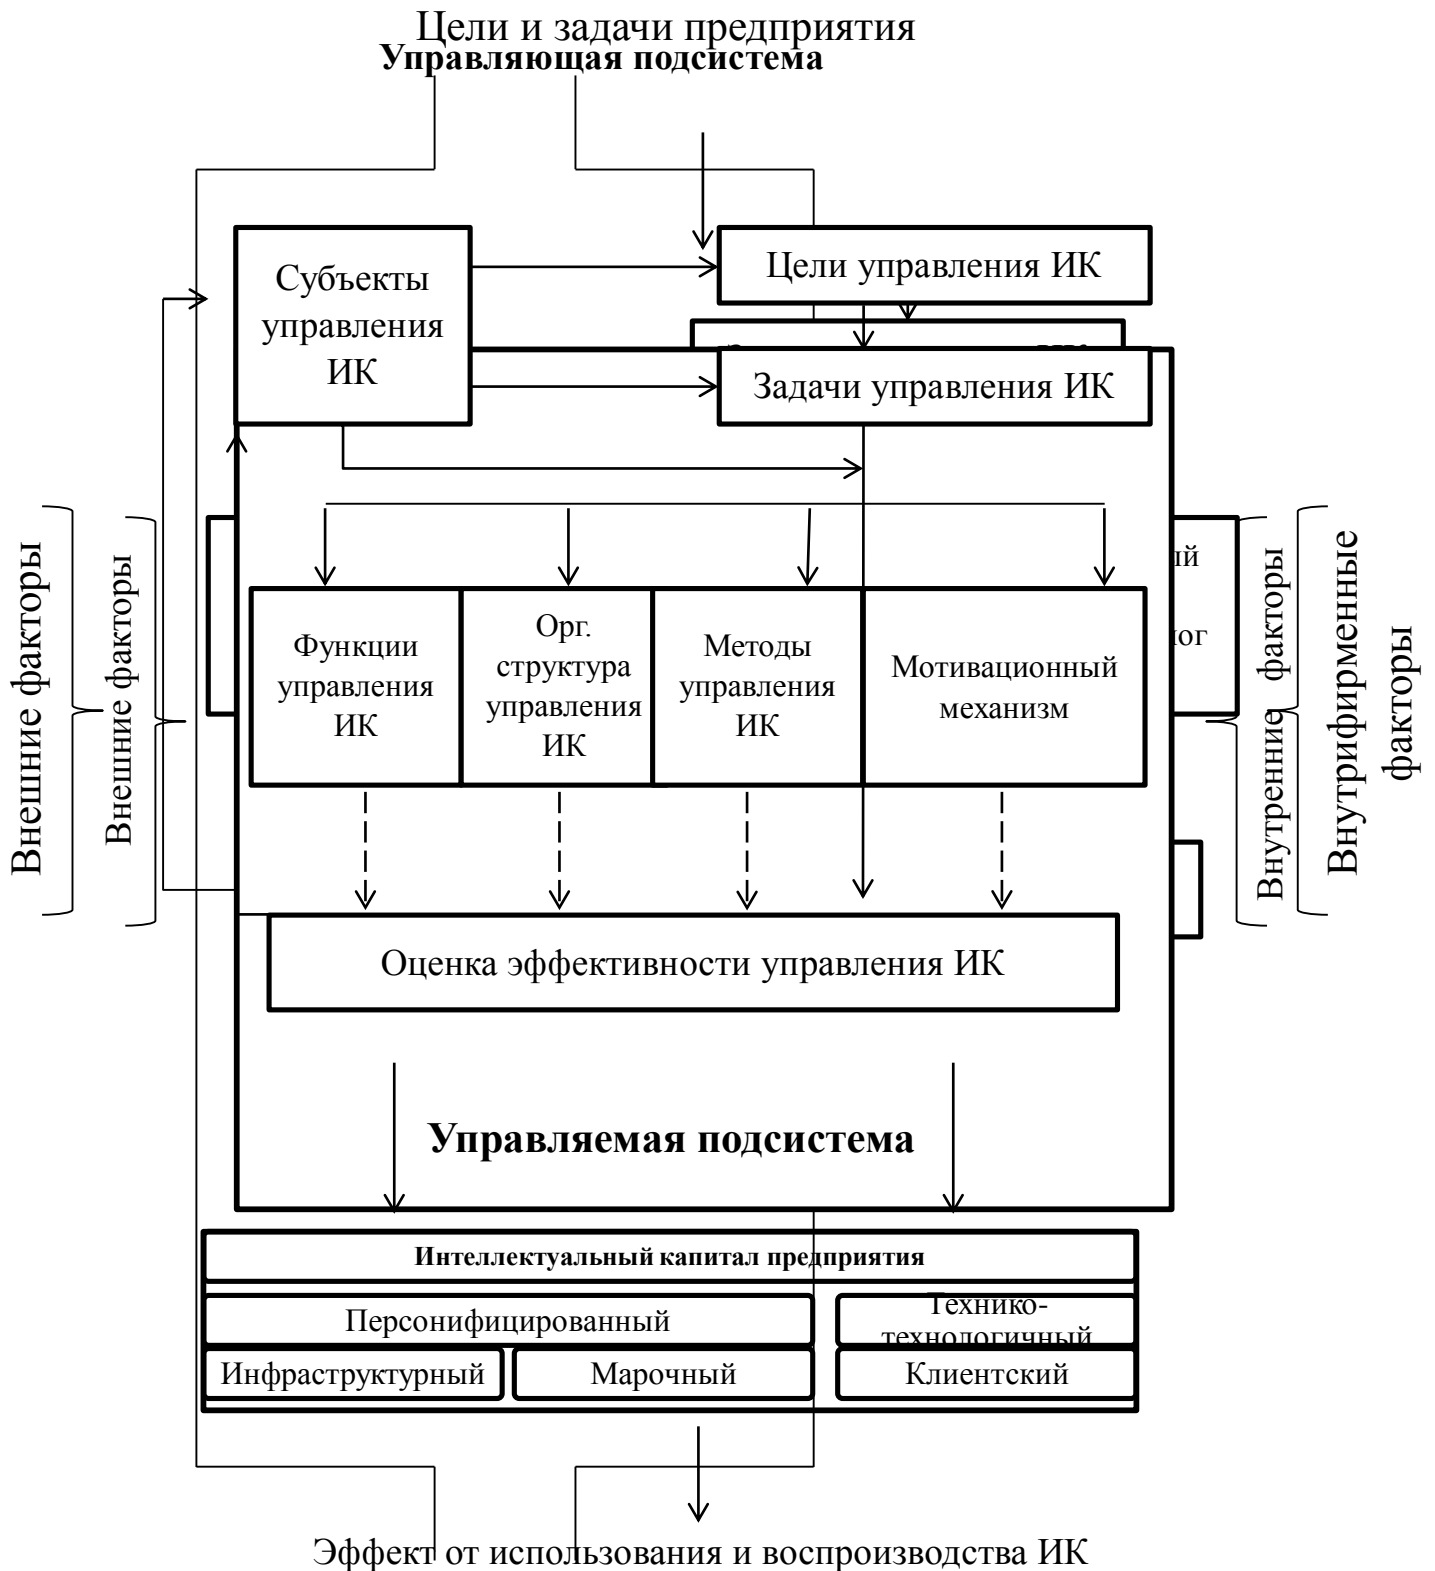 Цели и задачи предприятия
Управляющая подсистема
Субъекты
управления
ИК
Цели управления ИК
Задачи управления ИК
Внешние факторы
Внешние факторы
Функции
управления
ИК
Орг.
структура
управления
ИК
Методы
управления
ИК
Мотивационный
механизм
Внутренние факторы
Внутрифирменные
факторы
Оценка эффективности управления ИК
Управляемая подсистема
Интеллектуальный капитал предприятия
Персонифицированный
Технико-
технологичный
Инфраструктурный
Марочный
Клиентский
Эффект от использования и воспроизводства ИК